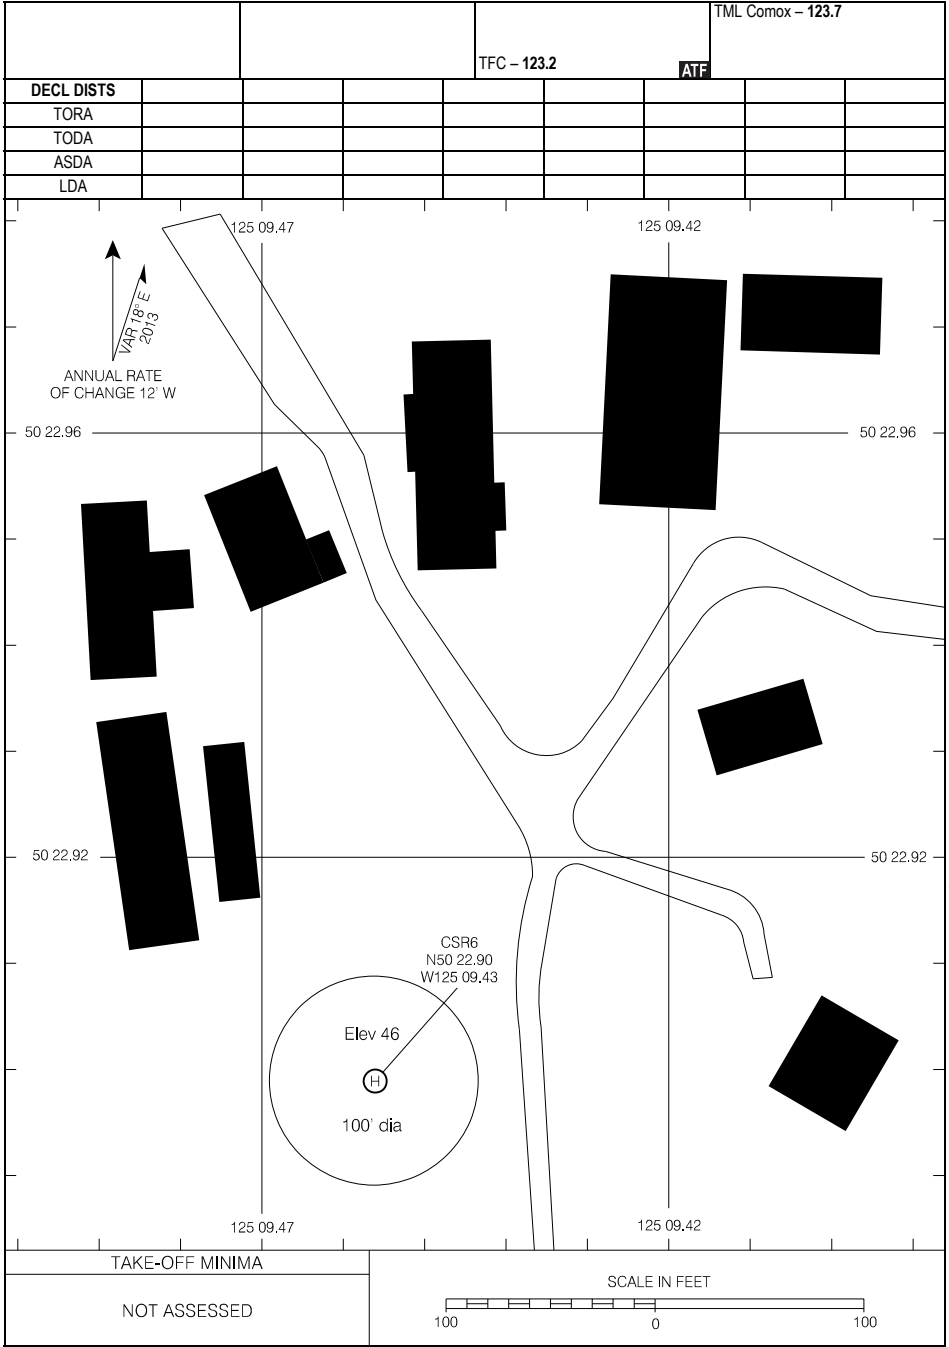 TML Comox – 123.7
TFC – 123.2
ATF
DECL DISTS
TORA
TODA
ASDA
LDA
125 09.47
125 09.42
VAR 18° E
2013
ANNUAL RATE
OF CHANGE 12' W
50 22.96
50 22.96
50 22.92
50 22.92
CSR6
N50 22.90
W125 09.43
Elev 46
H
100' dia
125 09.47
125 09.42
TAKE-OFF MINIMA
NOT ASSESSED
SCALE IN FEET
100
0
100